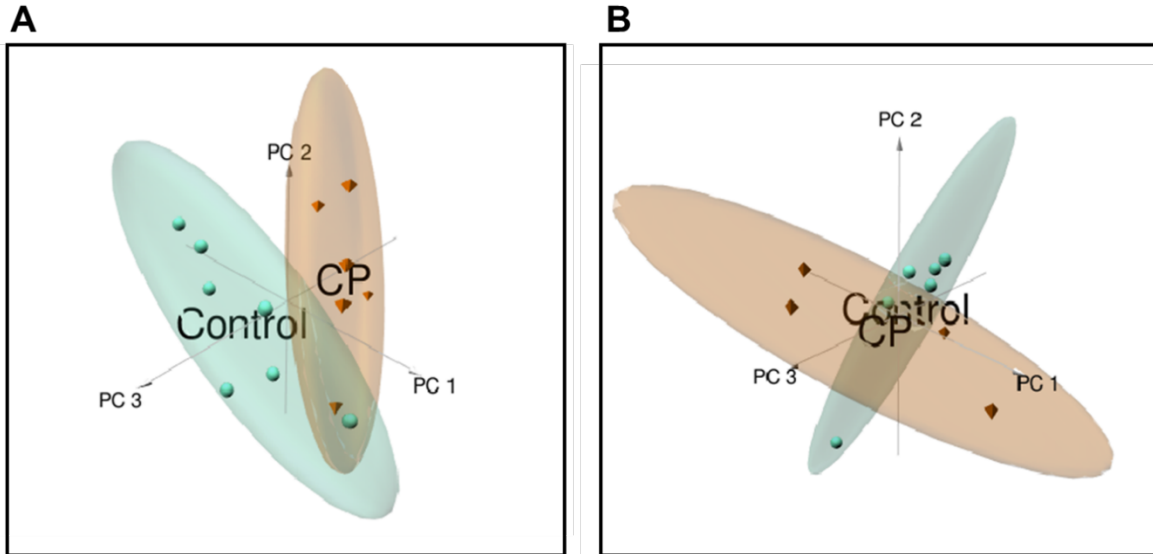 A
PC 2
CP
Control
PC 3
PC 1
B
PC 2
Control
CP
PC 3
PC 1